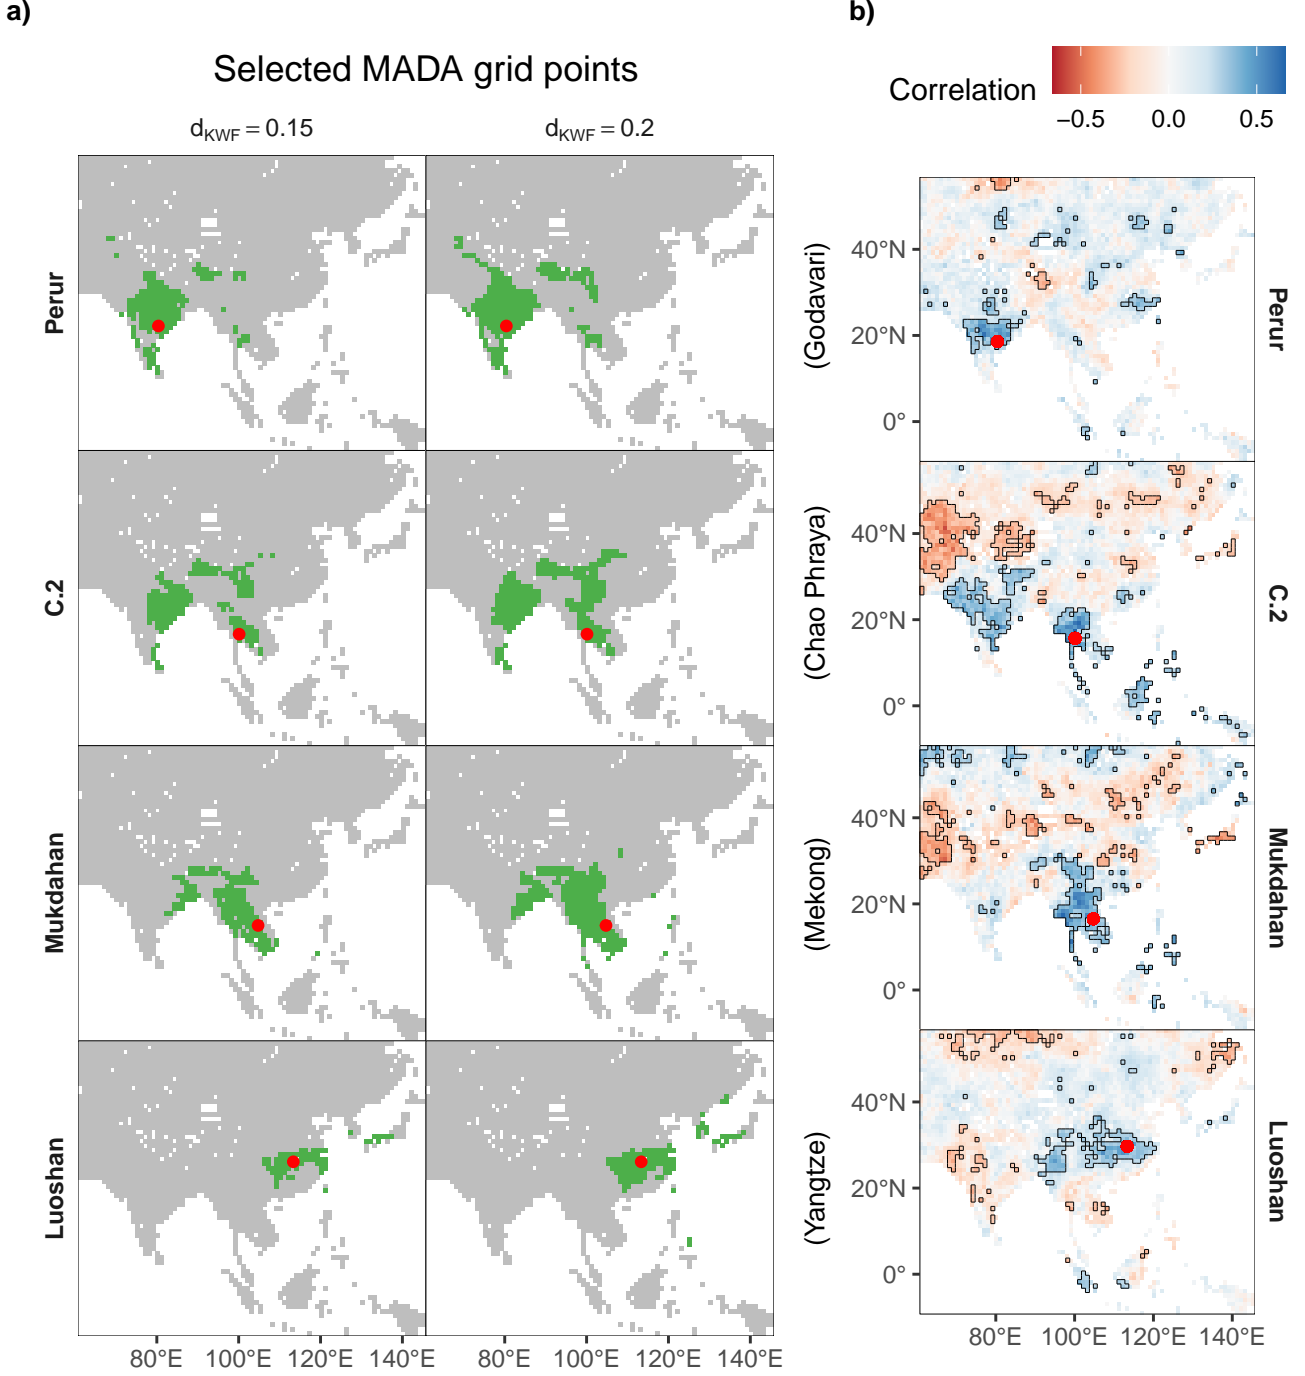 a)
Selected MADA grid points
d_KWF = 0.15
d_KWF = 0.2
Perur
C.2
Mukdahan
Luoshan
80°E 100°E 120°E 140°E
80°E 100°E 120°E 140°E
b)
Correlation
−0.5 0.0 0.5
(Godavari)
40°N
20°N
0°
Perur
(Chao Phraya)
40°N
20°N
0°
C.2
(Mekong)
40°N
20°N
0°
Mukdahan
(Yangtze)
40°N
20°N
0°
Luoshan
80°E 100°E 120°E 140°E